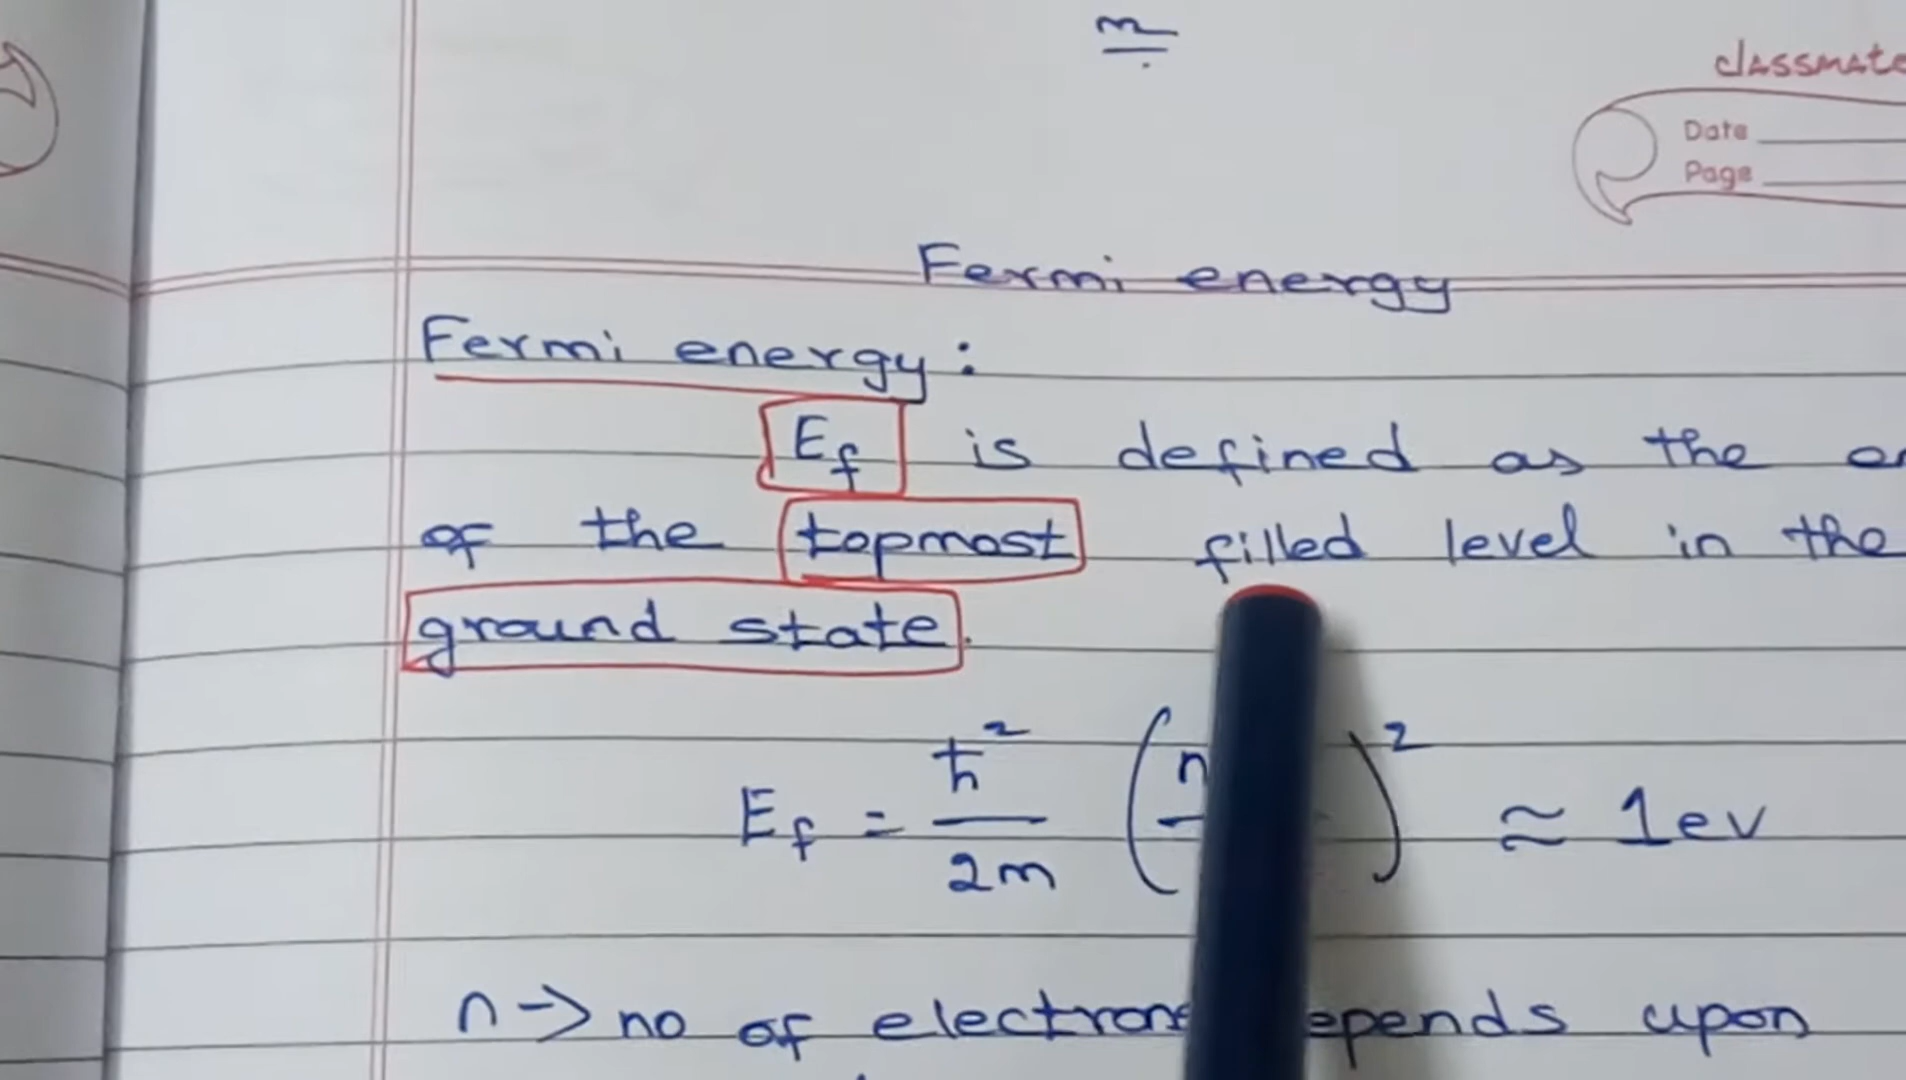 classmate
Date
Page
Fermi energy
Fermi energy:
Ef is defined as the
of the topmost filled level in the
ground state.
Ef = ħ² / 2m ( n )² ≈ 1ev
n → no of electrons depends upon